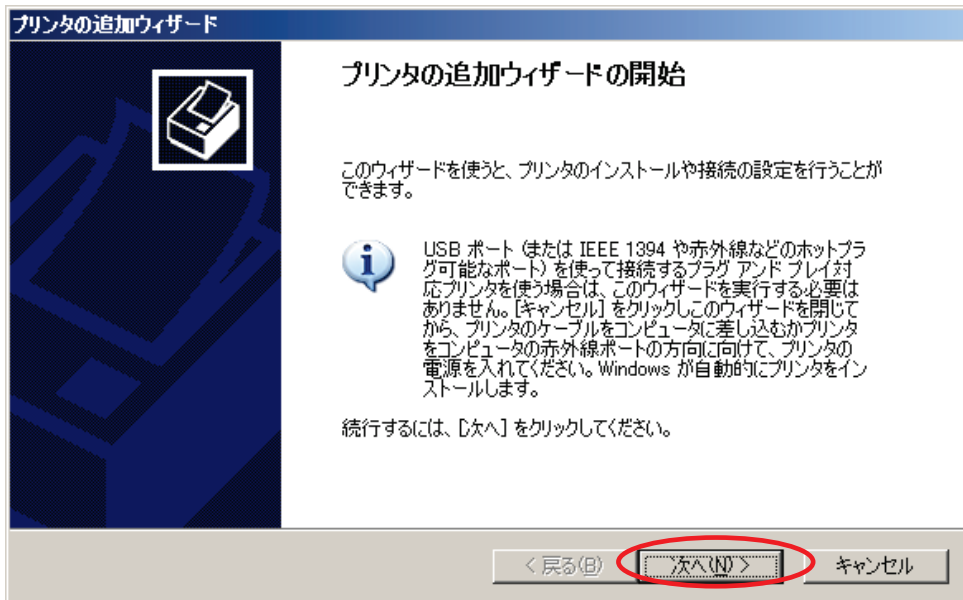 プリンタの追加ウィザード
プリンタの追加ウィザードの開始
このウィザードを使うと、プリンタのインストールや接続の設定を行うことが
できます。
USB ポート (または IEEE 1394 や赤外線などのホットプラ
グ可能なポート) を使って接続するプラグ アンド プレイ対
応プリンタを使う場合は、このウィザードを実行する必要は
ありません。[キャンセル] をクリックしこのウィザードを閉じて
から、プリンタのケーブルをコンピュータに差し込むかプリンタ
をコンピュータの赤外線ポートの方向に向けて、プリンタの
電源を入れてください。Windows が自動的にプリンタをイン
ストールします。
続行するには、[次へ] をクリックしてください。
< 戻る(B)
次へ(N) >
キャンセル